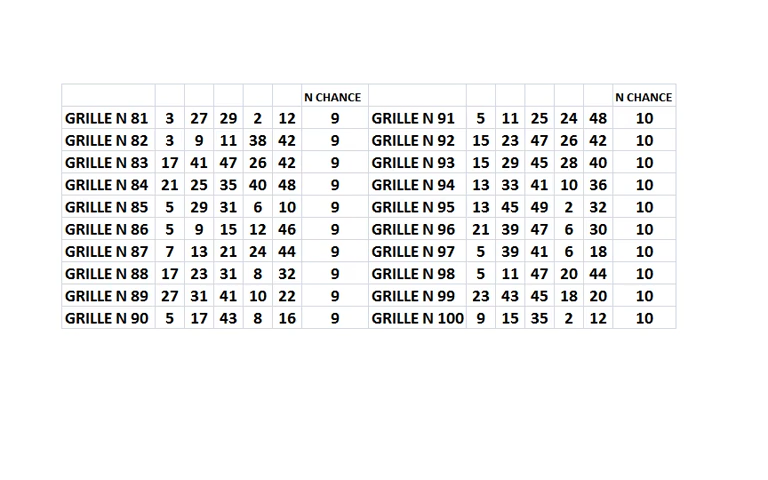 N CHANCE N CHANCE
GRILLE N 81 3 27 29 2 12 9 GRILLE N 91 5 11 25 24 48 10
GRILLE N 82 3 9 11 38 42 9 GRILLE N 92 15 23 47 26 42 10
GRILLE N 83 17 41 47 26 42 9 GRILLE N 93 15 29 45 28 40 10
GRILLE N 84 21 25 35 40 48 9 GRILLE N 94 13 33 41 10 36 10
GRILLE N 85 5 29 31 6 10 9 GRILLE N 95 13 45 49 2 32 10
GRILLE N 86 5 9 15 12 46 9 GRILLE N 96 21 39 47 6 30 10
GRILLE N 87 7 13 21 24 44 9 GRILLE N 97 5 39 41 6 18 10
GRILLE N 88 17 23 31 8 32 9 GRILLE N 98 5 11 47 20 44 10
GRILLE N 89 27 31 41 10 22 9 GRILLE N 99 23 43 45 18 20 10
GRILLE N 90 5 17 43 8 16 9 GRILLE N 100 9 15 35 2 12 10